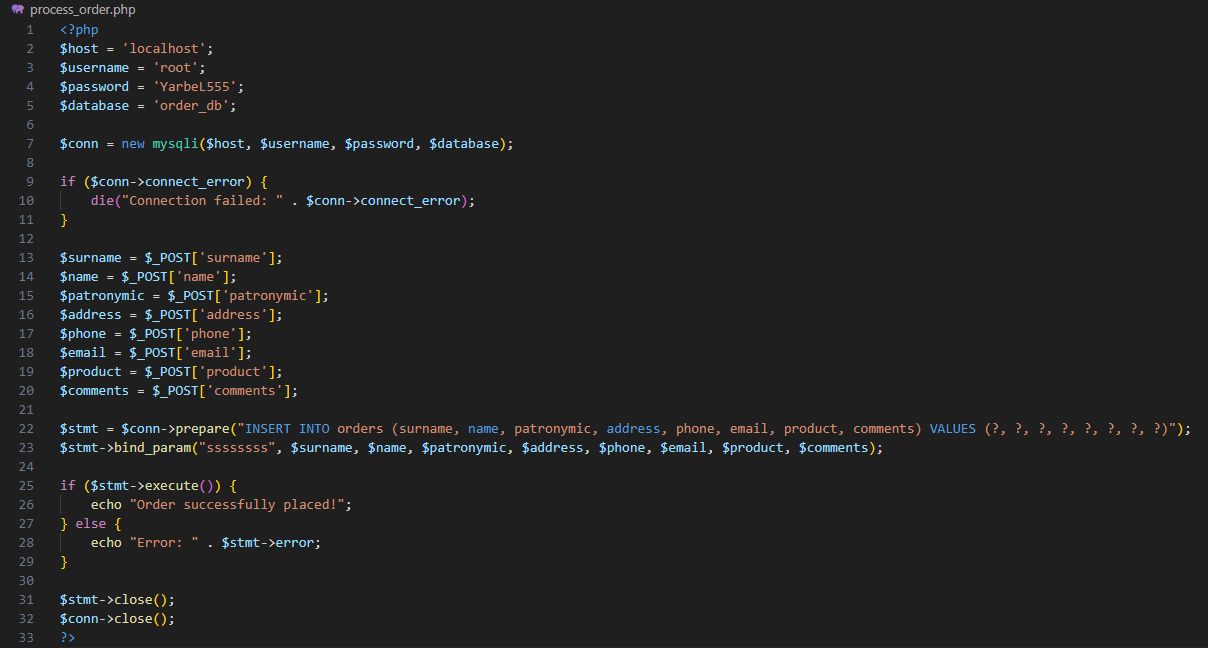 process_order.php
1 <?php
2 $host = 'localhost';
3 $username = 'root';
4 $password = 'YarbeL555';
5 $database = 'order_db';
6
7 $conn = new mysqli($host, $username, $password, $database);
8
9 if ($conn->connect_error) {
10     die("Connection failed: " . $conn->connect_error);
11 }
12
13 $surname = $_POST['surname'];
14 $name = $_POST['name'];
15 $patronymic = $_POST['patronymic'];
16 $address = $_POST['address'];
17 $phone = $_POST['phone'];
18 $email = $_POST['email'];
19 $product = $_POST['product'];
20 $comments = $_POST['comments'];
21
22 $stmt = $conn->prepare("INSERT INTO orders (surname, name, patronymic, address, phone, email, product, comments) VALUES (?, ?, ?, ?, ?, ?, ?, ?)");
23 $stmt->bind_param("ssssssss", $surname, $name, $patronymic, $address, $phone, $email, $product, $comments);
24
25 if ($stmt->execute()) {
26     echo "Order successfully placed!";
27 } else {
28     echo "Error: " . $stmt->error;
29 }
30
31 $stmt->close();
32 $conn->close();
33 ?>